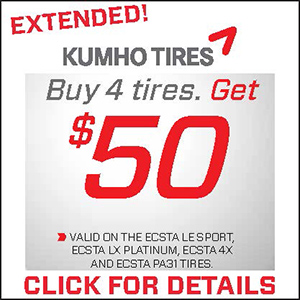 EXTENDED!
KUMHO TIRES
Buy 4 tires. Get
$50
VALID ON THE ECSTA LE SPORT,
ECSTA LX PLATINUM, ECSTA 4X
AND ECSTA PA31 TIRES.
CLICK FOR DETAILS